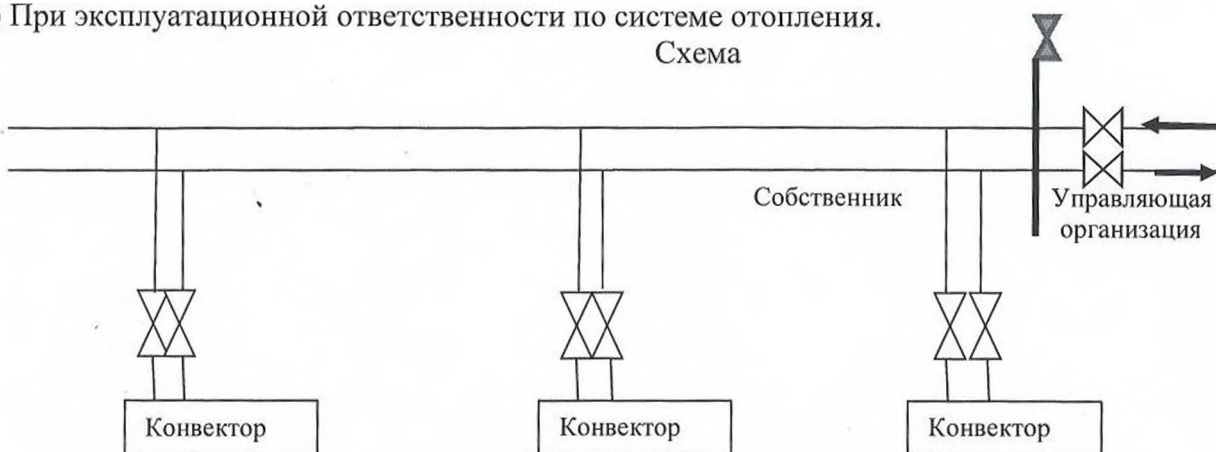 При эксплуатационной ответственности по системе отопления.
Схема
Собственник
Управляющая
организация
Конвектор
Конвектор
Конвектор